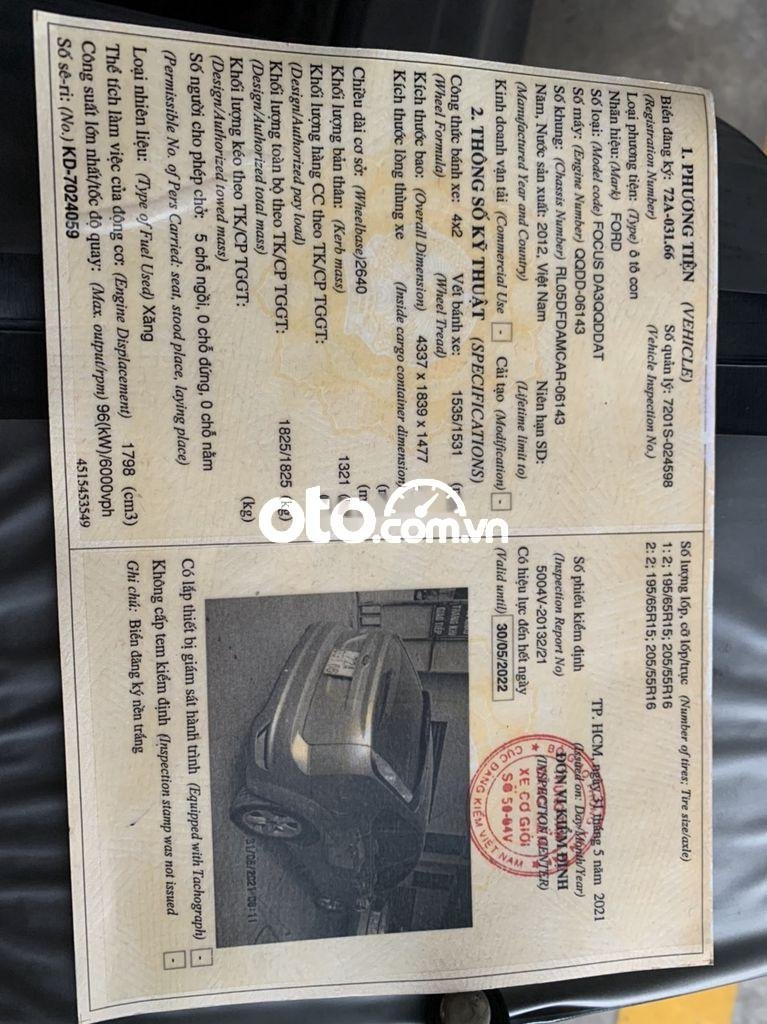 1. PHƯƠNG TIỆN (VEHICLE)
Biển đăng ký: 72A-031.66 Số quản lý: 7201S-024598
(Registration Number) (Vehicle Inspection No.)
Loại phương tiện: (Type) ô tô con
Nhãn hiệu: (Mark) FORD
Số loại: (Model code) FOCUS DA3QQDDAT
Số máy: (Engine Number) QQDD-06143
Số khung: (Chassis Number) RL05DFDAMCAR-06143
Năm, Nước sản xuất: 2012, Việt Nam Niên hạn SD:
(Manufactured Year and Country) (Lifetime limit to)
Kinh doanh vận tải (Commercial Use) - Cải tạo (Modification) -
2. THÔNG SỐ KỸ THUẬT (SPECIFICATIONS)
Công thức bánh xe: 4x2 Vết bánh xe: 1535/1531
(Wheel Formula) (Wheel Tread)
Kích thước bao: (Overall Dimension) 4337 x 1839 x 1477
Kích thước lòng thùng xe (Inside cargo container dimension)
Chiều dài cơ sở: (Wheelbase) 2640
Khối lượng bản thân: (Kerb mass) 1321
Khối lượng hàng CC theo TK/CP TGGT:
(Design/Authorized pay load)
Khối lượng toàn bộ theo TK/CP TGGT: 1825/1825 (kg)
(Design/Authorized total mass)
Khối lượng kéo theo TK/CP TGGT: (kg)
(Design/Authorized towed mass)
Số người cho phép chở: 5 chỗ ngồi, 0 chỗ đứng, 0 chỗ nằm
(Permissible No. of Pers Carried: seat, stood place, laying place)
Loại nhiên liệu: (Type of Fuel Used) Xăng
Thể tích làm việc của động cơ: (Engine Displacement) 1798 (cm3)
Công suất lớn nhất/tốc độ quay: (Max. output/rpm) 96(kW)/6000vph
Số sê-ri: (No.) KD-7024059 4515453549
Số lượng lốp, cỡ lốp/trục (Number of tires; Tire size/axle)
1: 2; 195/65R15; 205/55R16
2: 2; 195/65R15; 205/55R16
Số phiếu kiểm định
(Inspection Report No)
5004V-20132/21
Có hiệu lực đến hết ngày
(Valid until) 30/05/2022
TP. HCM, ngày 31 tháng 5 năm 2021
(Issued on: Day/Month/Year)
ĐƠN VỊ KIỂM ĐỊNH
(INSPECTION CENTER)
XE CƠ GIỚI
SỐ 50-04V
CỤC ĐĂNG KIỂM VIỆT NAM
31/05/2021 08:11
Có lắp thiết bị giám sát hành trình (Equipped with Tachograph) -
Không cấp tem kiểm định (Inspection stamp was not issued) -
Ghi chú: Biển đăng ký nền trắng
oto.com.vn